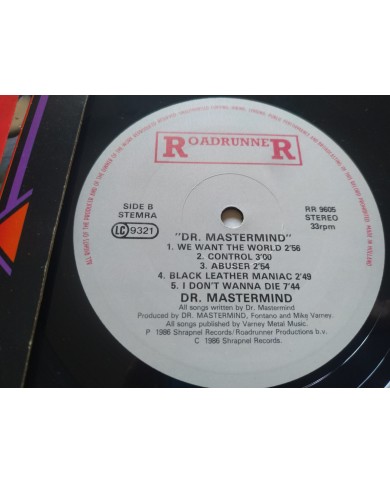 ROADRUNNER
SIDE B
STEMRA
LC 9321
RR 9605
STEREO
33rpm
"DR. MASTERMIND"
1. WE WANT THE WORLD 2'56
2. CONTROL 3'00
3. ABUSER 2'54
4. BLACK LEATHER MANIAC 2'49
5. I DON'T WANNA DIE 7'44
DR. MASTERMIND
All songs written by Dr. Mastermind
Produced by DR. MASTERMIND, Fontano and Mike Varney.
All songs published by Varney Metal Music.
P 1986 Shrapnel Records/Roadrunner Productions b.v.
C 1986 Shrapnel Records.